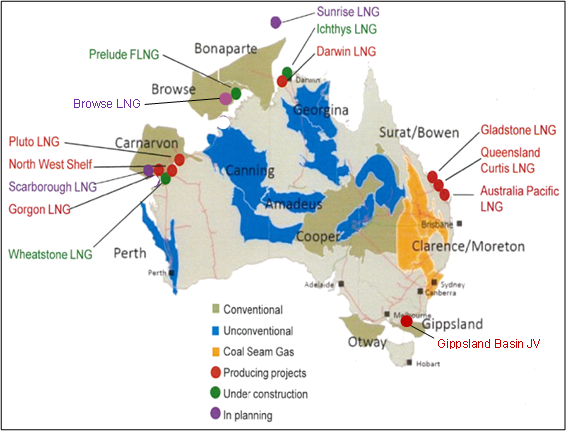 Sunrise LNG
Ichthys LNG
Prelude FLNG
Bonaparte
Darwin LNG
Darwin
Browse
Browse LNG
Georgina
Surat/Bowen
Gladstone LNG
Carnarvon
Pluto LNG
Queensland
Curtis LNG
North West Shelf
Canning
Scarborough LNG
Australia Pacific
LNG
Gorgon LNG
Amadeus
Brisbane
Cooper
Wheatstone LNG
Clarence/Moreton
Perth
Perth
Adelaide
Sydney
Canberra
Conventional
Melbourne
Gippsland
Unconventional
Otway
Gippsland Basin JV
Coal Seam Gas
Hobart
Producing projects
Under construction
In planning